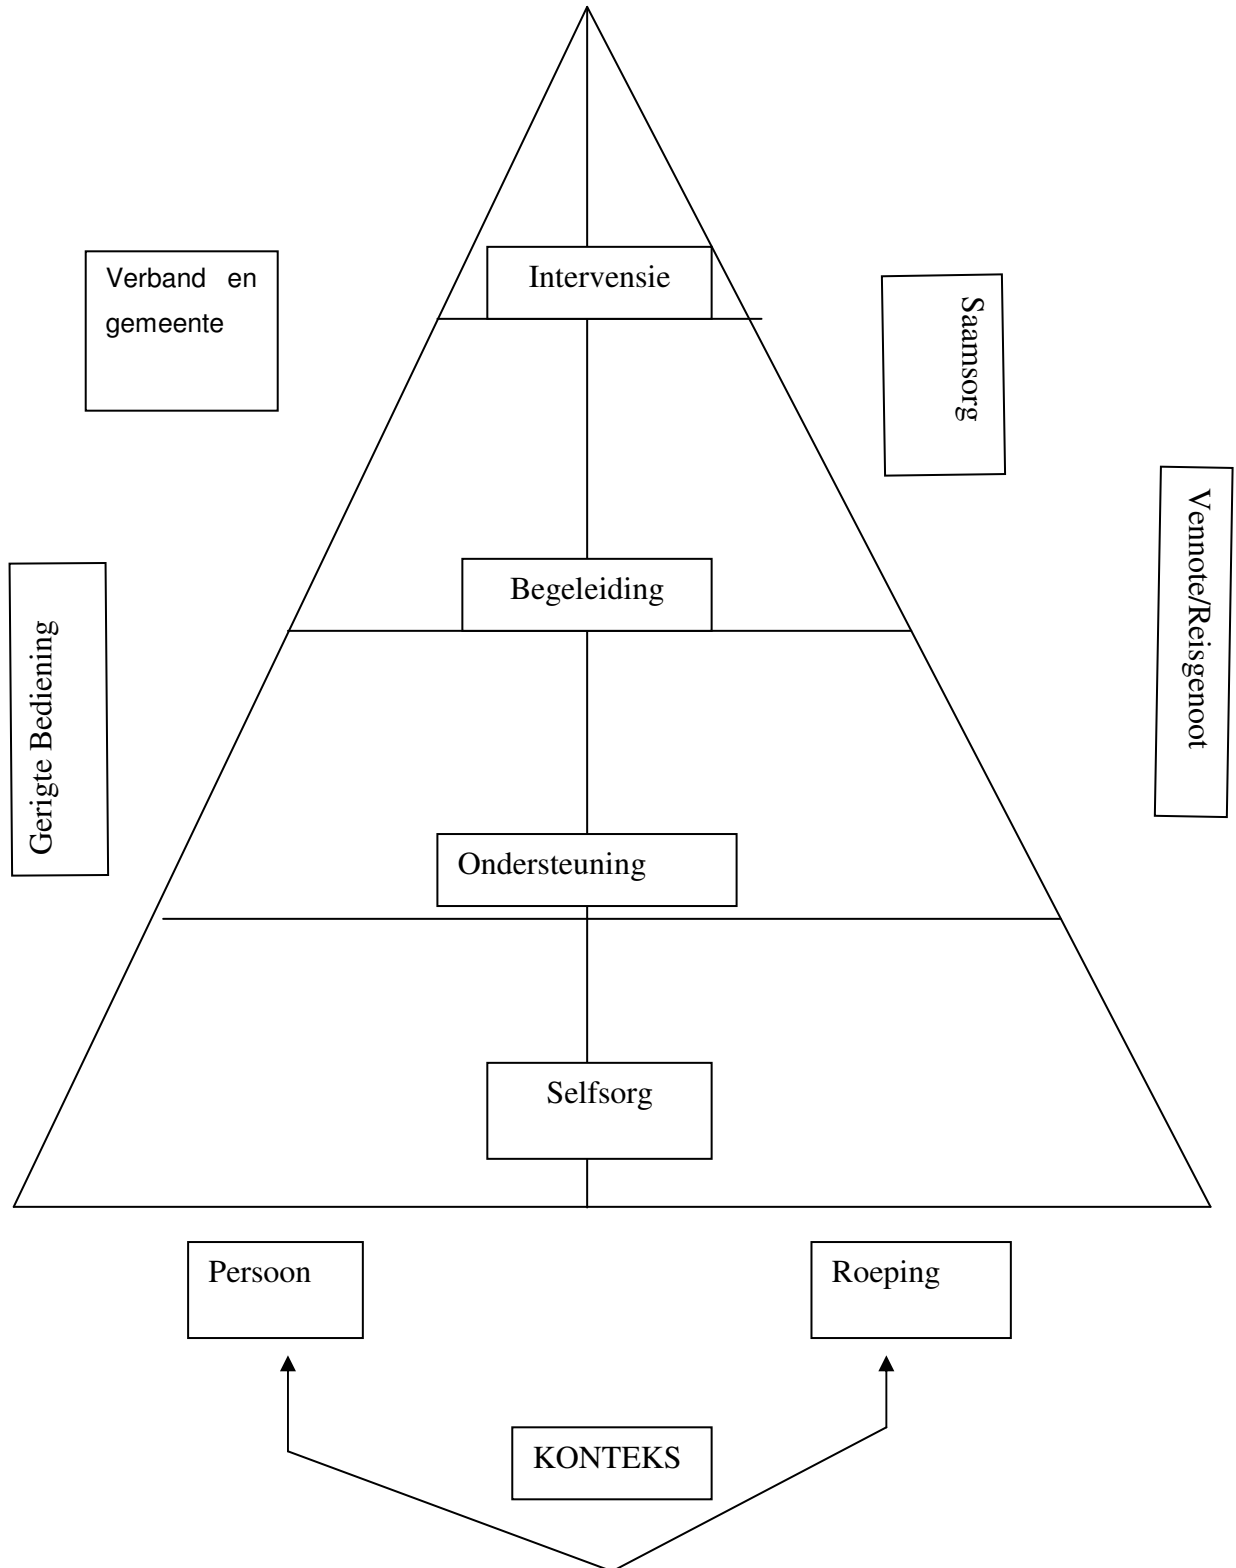 Intervensie
Verband en
gemeente
Saamsorg
Vennote/Reisgenoot
Begeleiding
Gerigte Bediening
Ondersteuning
Selfsorg
Persoon
Roeping
KONTEKS